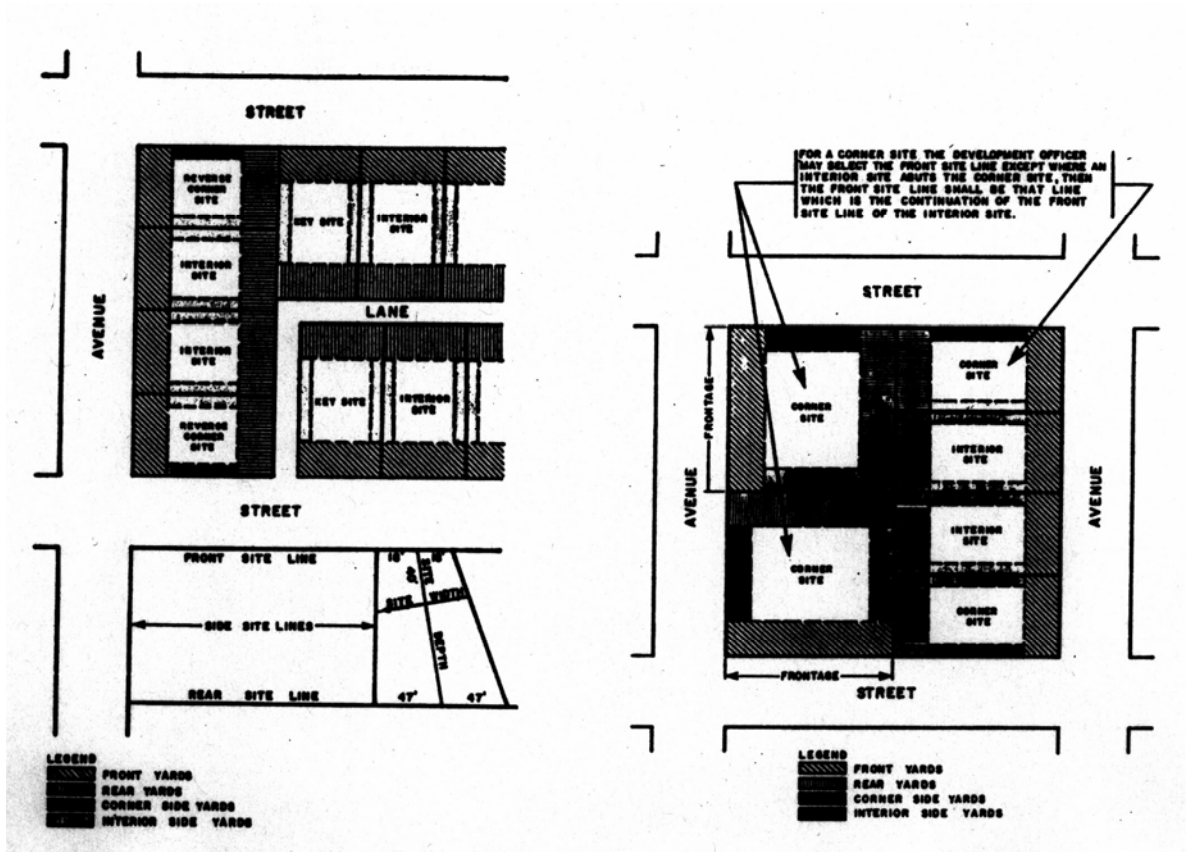 STREET
AVENUE
REVERSE
CORNER
SITE
INTERIOR
SITE
INTERIOR
SITE
REVERSE
CORNER
SITE
KEY SITE
INTERIOR
SITE
LANE
KEY SITE
INTERIOR
SITE
STREET
FRONT SITE LINE
SIDE SITE LINES
REAR SITE LINE
SITE WIDTH
SITE
DEPTH
47'
47'
LEGEND
FRONT YARDS
REAR YARDS
CORNER SIDE YARDS
INTERIOR SIDE YARDS
FOR A CORNER SITE THE DEVELOPMENT OFFICER
MAY SELECT THE FRONT SITE LINE EXCEPT WHERE AN
INTERIOR SITE ABUTS THE CORNER SITE, THEN
THE FRONT SITE LINE SHALL BE THAT LINE
WHICH IS THE CONTINUATION OF THE FRONT
SITE LINE OF THE INTERIOR SITE.
STREET
AVENUE
FRONTAGE
CORNER
SITE
CORNER
SITE
CORNER
SITE
INTERIOR
SITE
INTERIOR
SITE
CORNER
SITE
AVENUE
FRONTAGE
STREET
LEGEND
FRONT YARDS
REAR YARDS
CORNER SIDE YARDS
INTERIOR SIDE YARDS